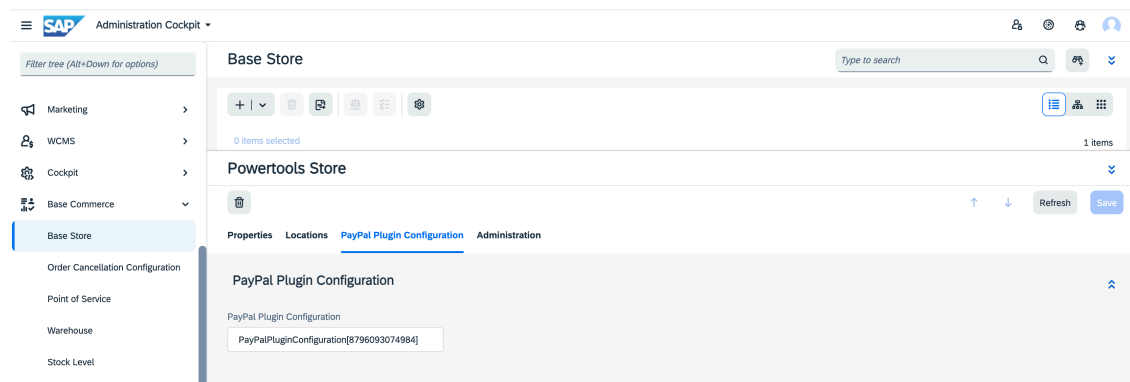 SAP Administration Cockpit
Filter tree (Alt+Down for options)
Marketing
WCMS
Cockpit
Base Commerce
Base Store
Order Cancellation Configuration
Point of Service
Warehouse
Stock Level
Base Store
Type to search
0 items selected
1 items
Powertools Store
Refresh
Save
Properties Locations PayPal Plugin Configuration Administration
PayPal Plugin Configuration
PayPal Plugin Configuration
PayPalPluginConfiguration[8796093074984]